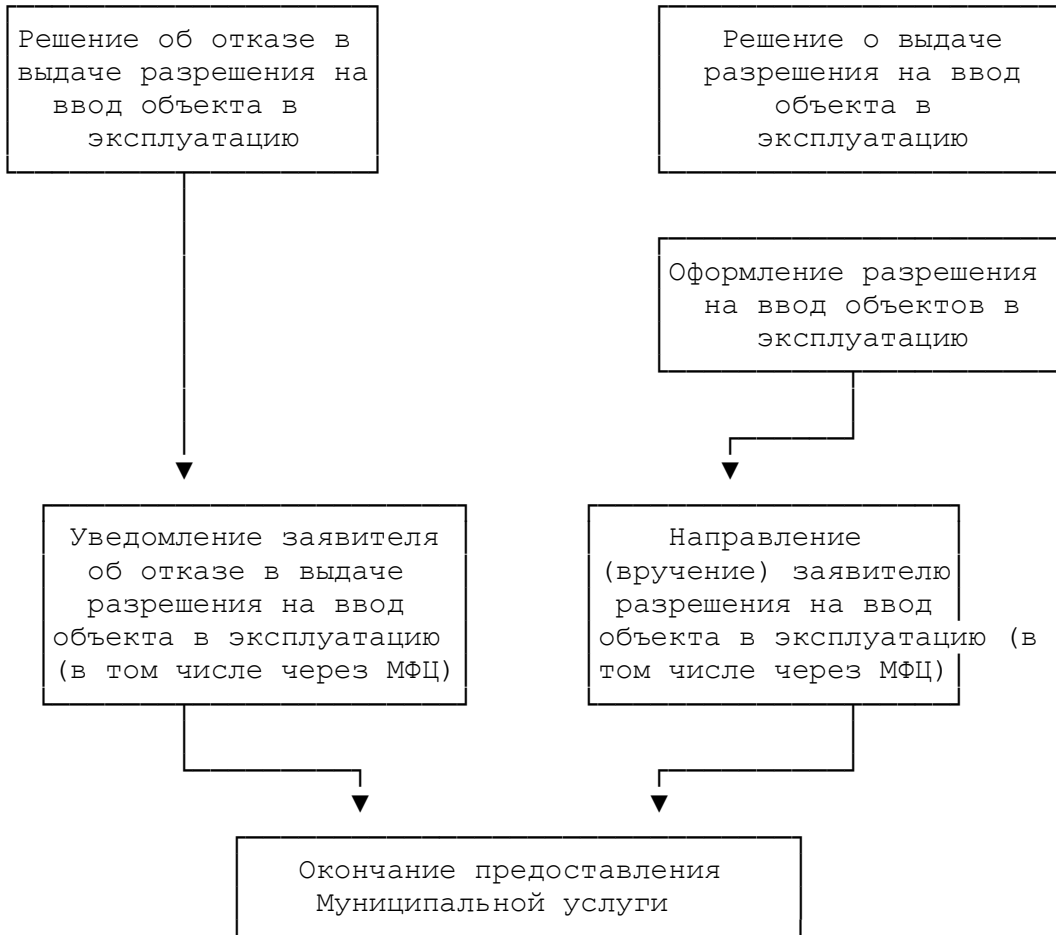 Решение об отказе в
выдаче разрешения на
ввод объекта в
эксплуатацию
Решение о выдаче
разрешения на ввод
объекта в
эксплуатацию
Оформление разрешения
на ввод объектов в
эксплуатацию
Уведомление заявителя
об отказе в выдаче
разрешения на ввод
объекта в эксплуатацию
(в том числе через МФЦ)
Направление
(вручение) заявителю
разрешения на ввод
объекта в эксплуатацию (в
том числе через МФЦ)
Окончание предоставления
Муниципальной услуги